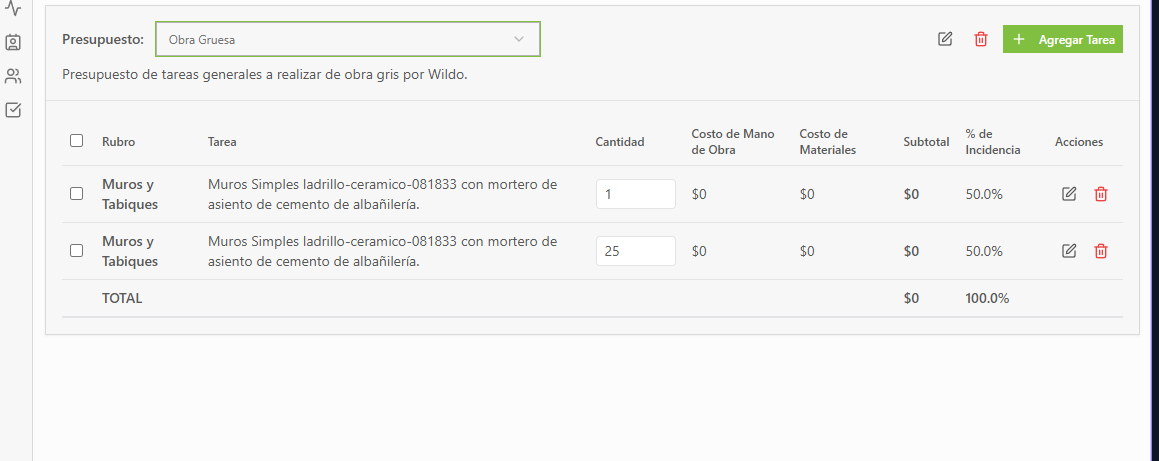 Presupuesto: Obra Gruesa Agregar Tarea
Presupuesto de tareas generales a realizar de obra gris por Wildo.
Rubro Tarea Cantidad Costo de Mano de Obra Costo de Materiales Subtotal % de Incidencia Acciones
Muros y Tabiques Muros Simples ladrillo-ceramico-081833 con mortero de asiento de cemento de albañilería. 1 $0 $0 $0 50.0%
Muros y Tabiques Muros Simples ladrillo-ceramico-081833 con mortero de asiento de cemento de albañilería. 25 $0 $0 $0 50.0%
TOTAL $0 100.0%